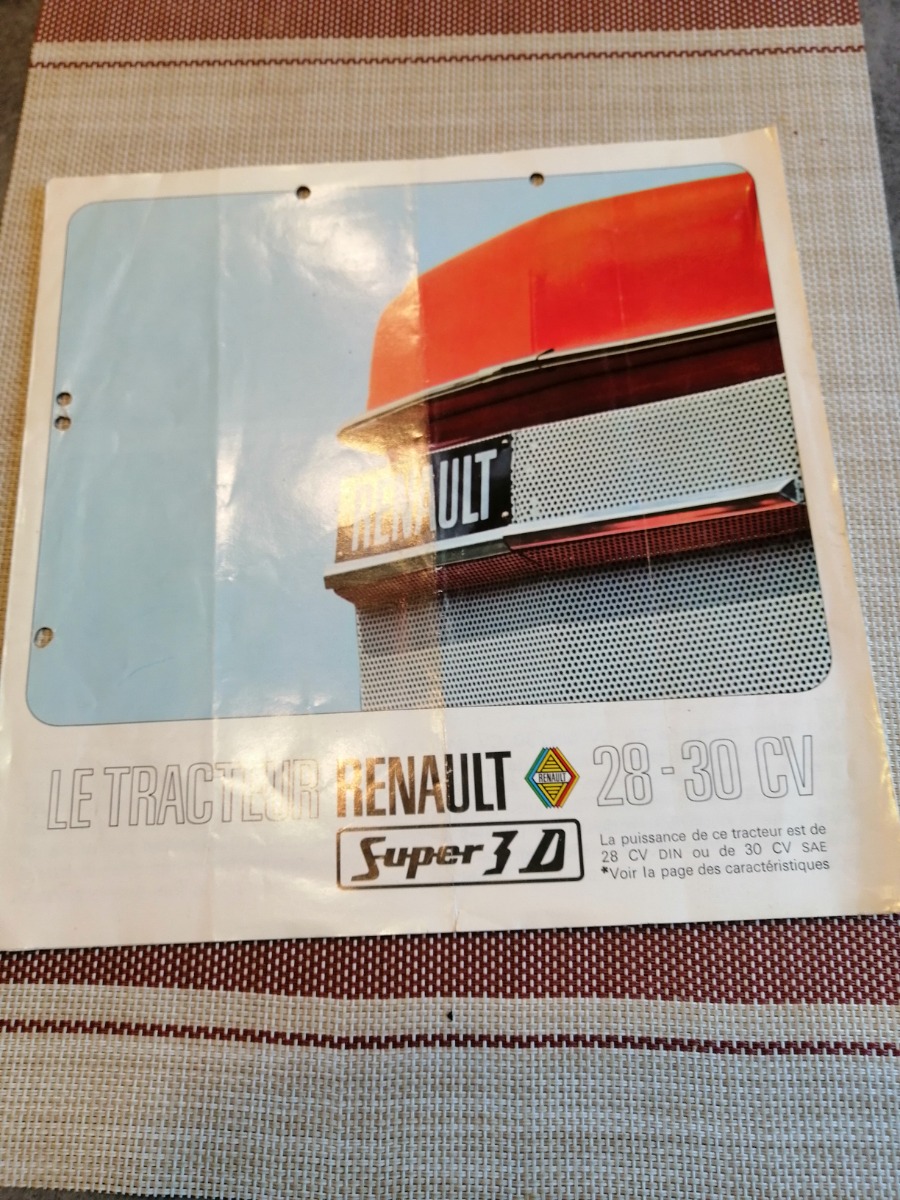 RENAULT
LE TRACTEUR RENAULT RENAULT 28-30 CV
Super 3 D
La puissance de ce tracteur est de
28 CV DIN ou de 30 CV SAE
*Voir la page des caractéristiques